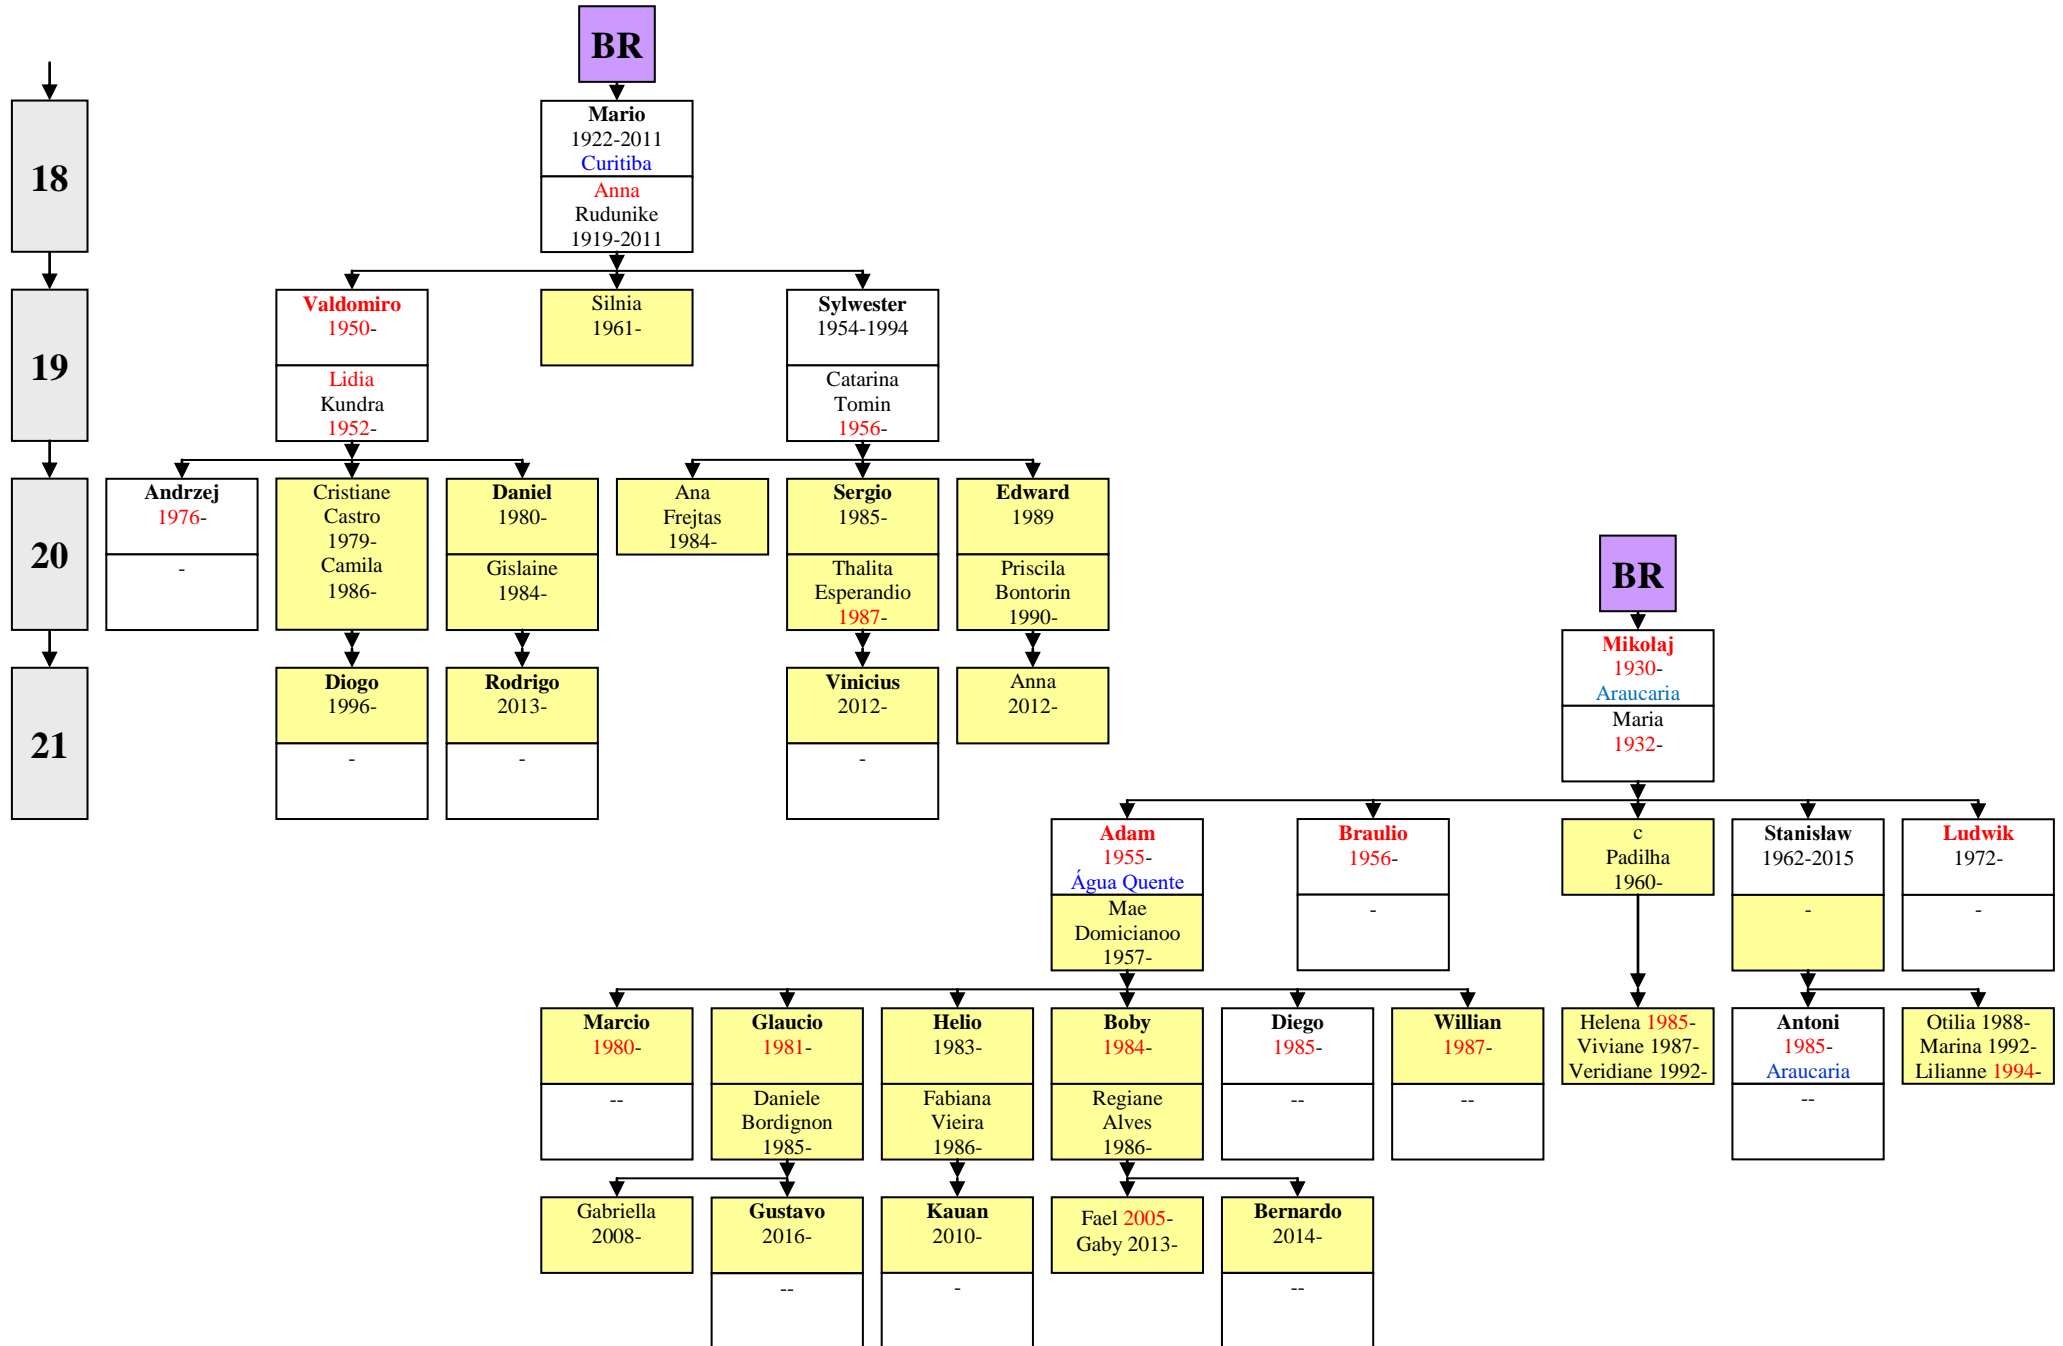 BR
18
Mario
1922-2011
Curitiba
Anna
Rudunike
1919-2011
19
Valdomiro
1950-
Lidia
Kundra
1952-
Silnia
1961-
Sylwester
1954-1994
Catarina
Tomin
1956-
20
Andrzej
1976-
-
Cristiane
Castro
1979-
Camila
1986-
Daniel
1980-
Gislaine
1984-
Ana
Frejtas
1984-
Sergio
1985-
Thalita
Esperandio
1987-
Edward
1989
Priscila
Bontorin
1990-
21
Diogo
1996-
-
Rodrigo
2013-
-
Vinicius
2012-
-
Anna
2012-
BR
Mikołaj
1930-
Araucaria
Maria
1932-
Adam
1955-
Água Quente
Mae
Domicianoo
1957-
Braulio
1956-
-
c
Padilha
1960-
Stanisław
1962-2015
-
Ludwik
1972-
-
Marcio
1980-
--
Glaucio
1981-
Daniele
Bordignon
1985-
Helio
1983-
Fabiana
Vieira
1986-
Boby
1984-
Regiane
Alves
1986-
Diego
1985-
--
Willian
1987-
--
Helena 1985-
Viviane 1987-
Veridiane 1992-
Antoni
1985-
Araucaria
--
Otilia 1988-
Marina 1992-
Lilianne 1994-
Gabriella
2008-
Gustavo
2016-
--
Kauan
2010-
-
Fael 2005-
Gaby 2013-
Bernardo
2014-
--